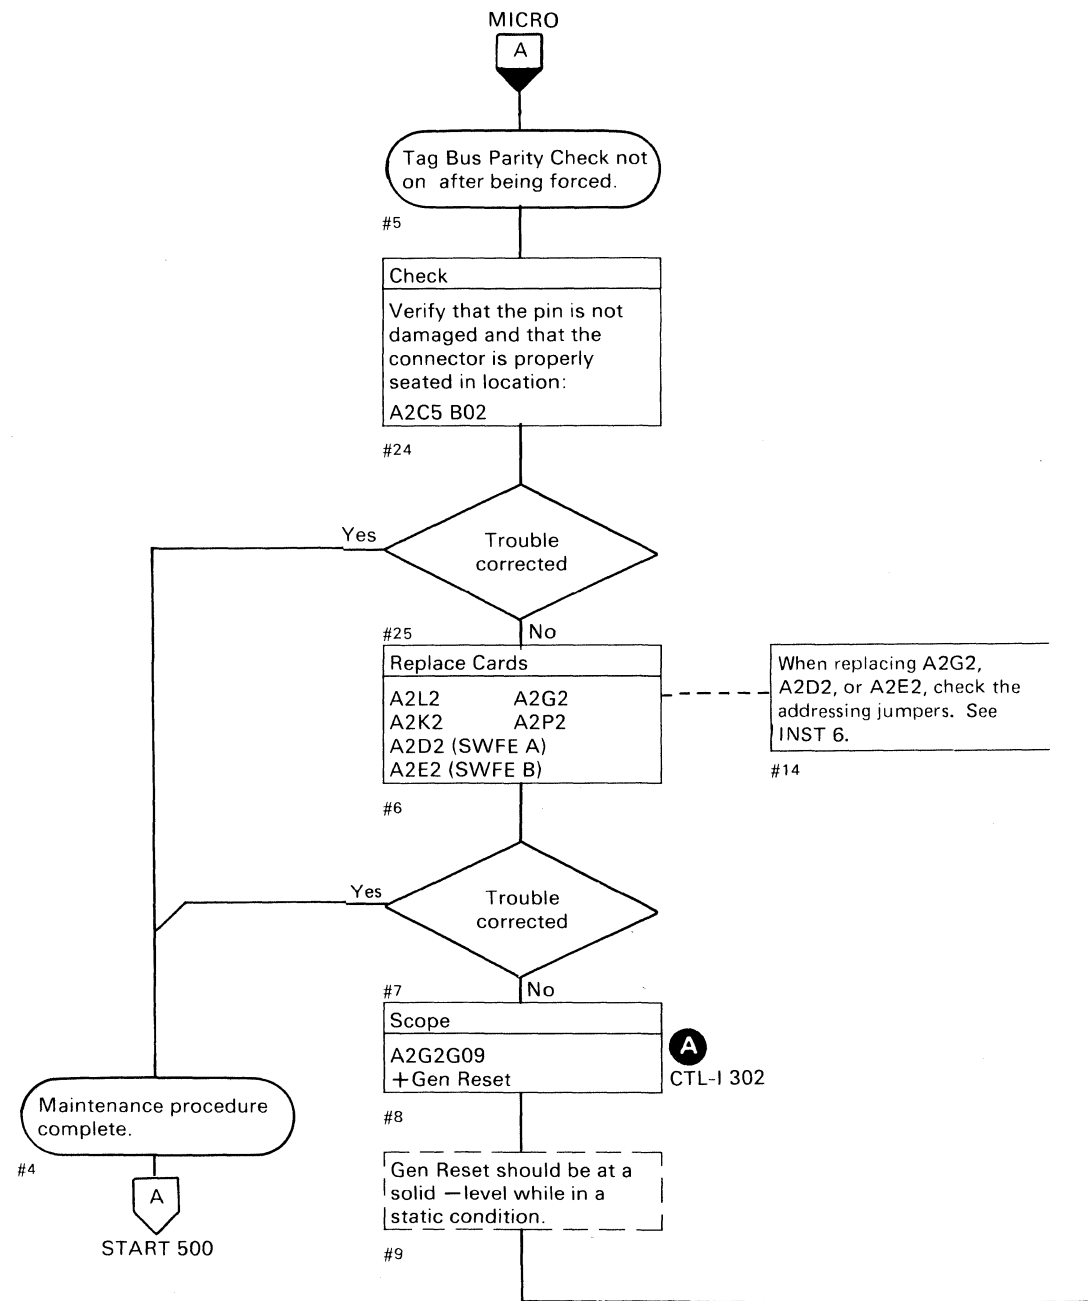 MICRO
A
Tag Bus Parity Check not
on after being forced.
#5
Check
Verify that the pin is not
damaged and that the
connector is properly
seated in location:
A2C5 B02
#24
Trouble
corrected
Yes
No
#25
Replace Cards
A2L2 A2G2
A2K2 A2P2
A2D2 (SWFE A)
A2E2 (SWFE B)
When replacing A2G2,
A2D2, or A2E2, check the
addressing jumpers. See
INST 6.
#14
#6
Trouble
corrected
Yes
No
#7
Scope
A2G2G09
+Gen Reset
A
CTL-I 302
#8
Maintenance procedure
complete.
#4
A
START 500
Gen Reset should be at a
solid —level while in a
static condition.
#9